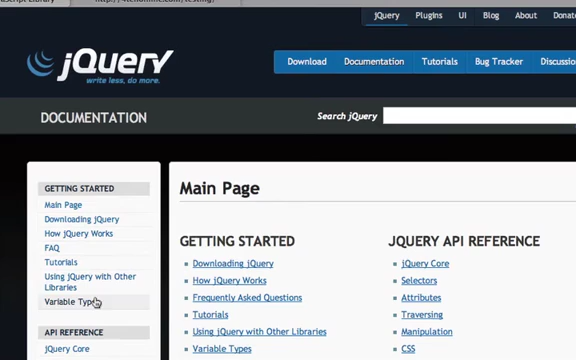 jQuery Plugins UI Blog About
jQuery
write less, do more.
Download Documentation Tutorials Bug Tracker
DOCUMENTATION
Search jQuery
GETTING STARTED
Main Page
Downloading jQuery
How jQuery Works
FAQ
Tutorials
Using jQuery with Other
Libraries
Variable Types
API REFERENCE
jQuery Core
Main Page
GETTING STARTED
Downloading jQuery
How jQuery Works
Frequently Asked Questions
Tutorials
Using jQuery with Other Libraries
Variable Types
JQUERY API REFERENCE
jQuery Core
Selectors
Attributes
Traversing
Manipulation
CSS